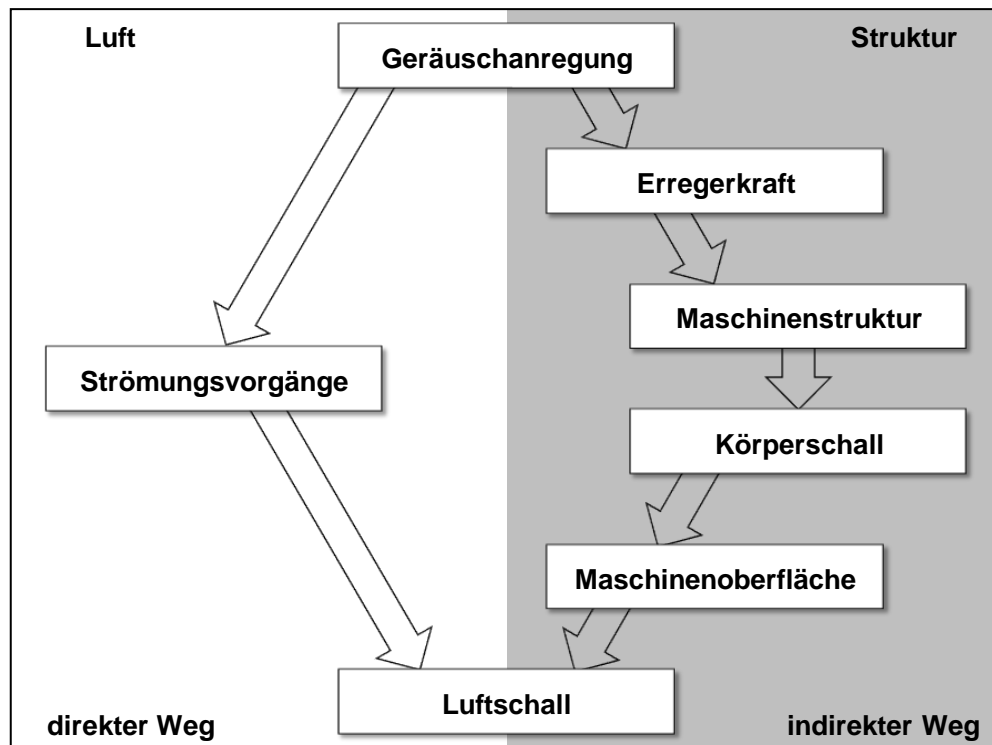 Luft
Struktur
Geräuschanregung
Erregerkraft
Maschinenstruktur
Strömungsvorgänge
Körperschall
Maschinenoberfläche
Luftschall
direkter Weg
indirekter Weg